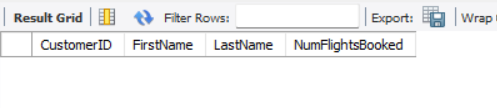 Result Grid Filter Rows: Export: Wrap
CustomerID FirstName LastName NumFlightsBooked